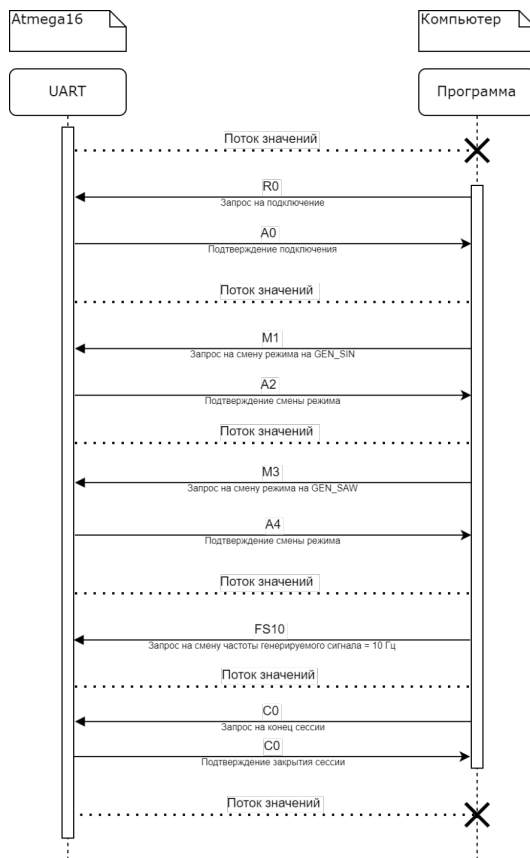 Atmega16
Компьютер
UART
Программа
Поток значений
R0
Запрос на подключение
A0
Подтверждение подключения
Поток значений
M1
Запрос на смену режима на GEN_SIN
A2
Подтверждение смены режима
Поток значений
M3
Запрос на смену режима на GEN_SAW
A4
Подтверждение смены режима
Поток значений
FS10
Запрос на смену частоты генерируемого сигнала = 10 Гц
Поток значений
C0
Запрос на конец сессии
C0
Подтверждение закрытия сессии
Поток значений